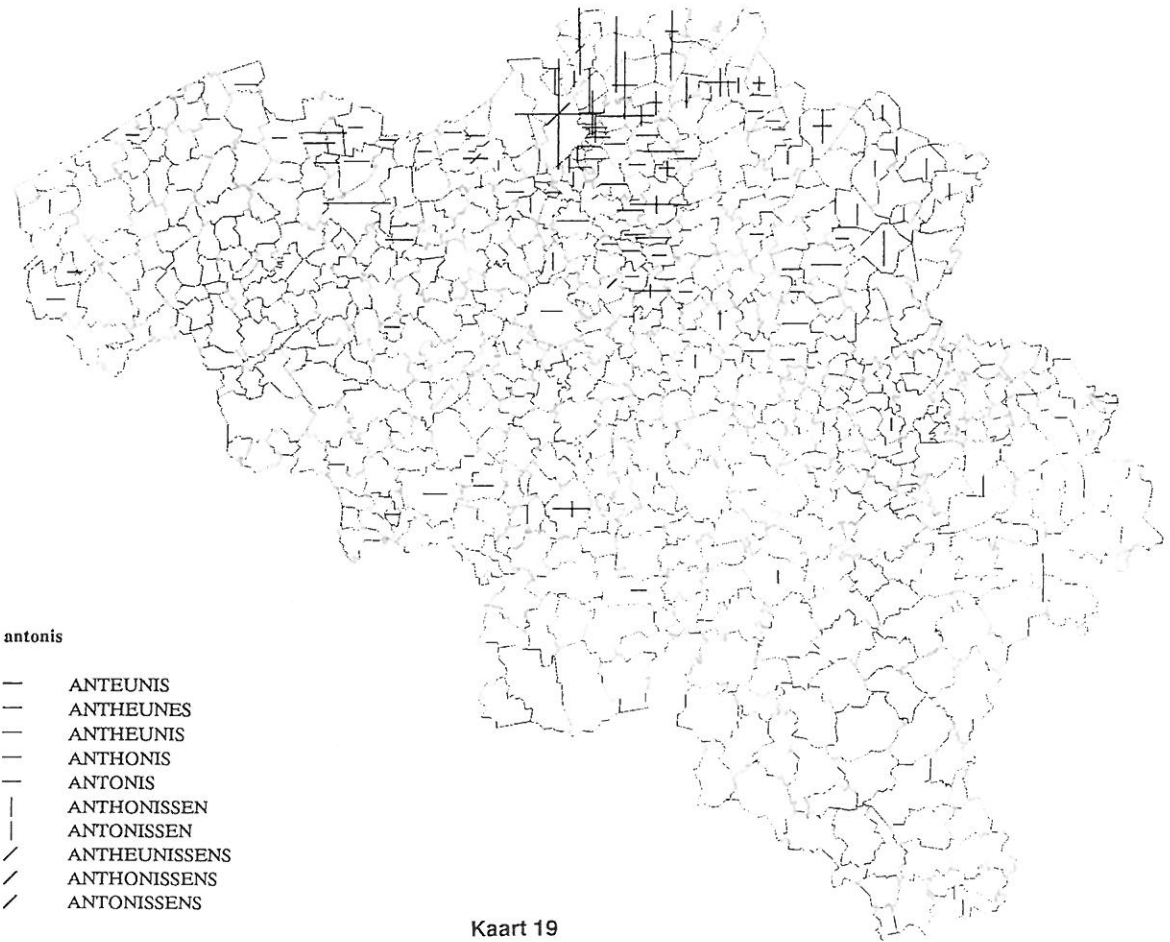 antonis
— ANTEUNIS
— ANTHEUNES
— ANTHEUNIS
— ANTHONIS
— ANTONIS
| ANTHONISSEN
| ANTONISSEN
⁄ ANTHEUNISSENS
⁄ ANTHONISSENS
⁄ ANTONISSENS
Kaart 19